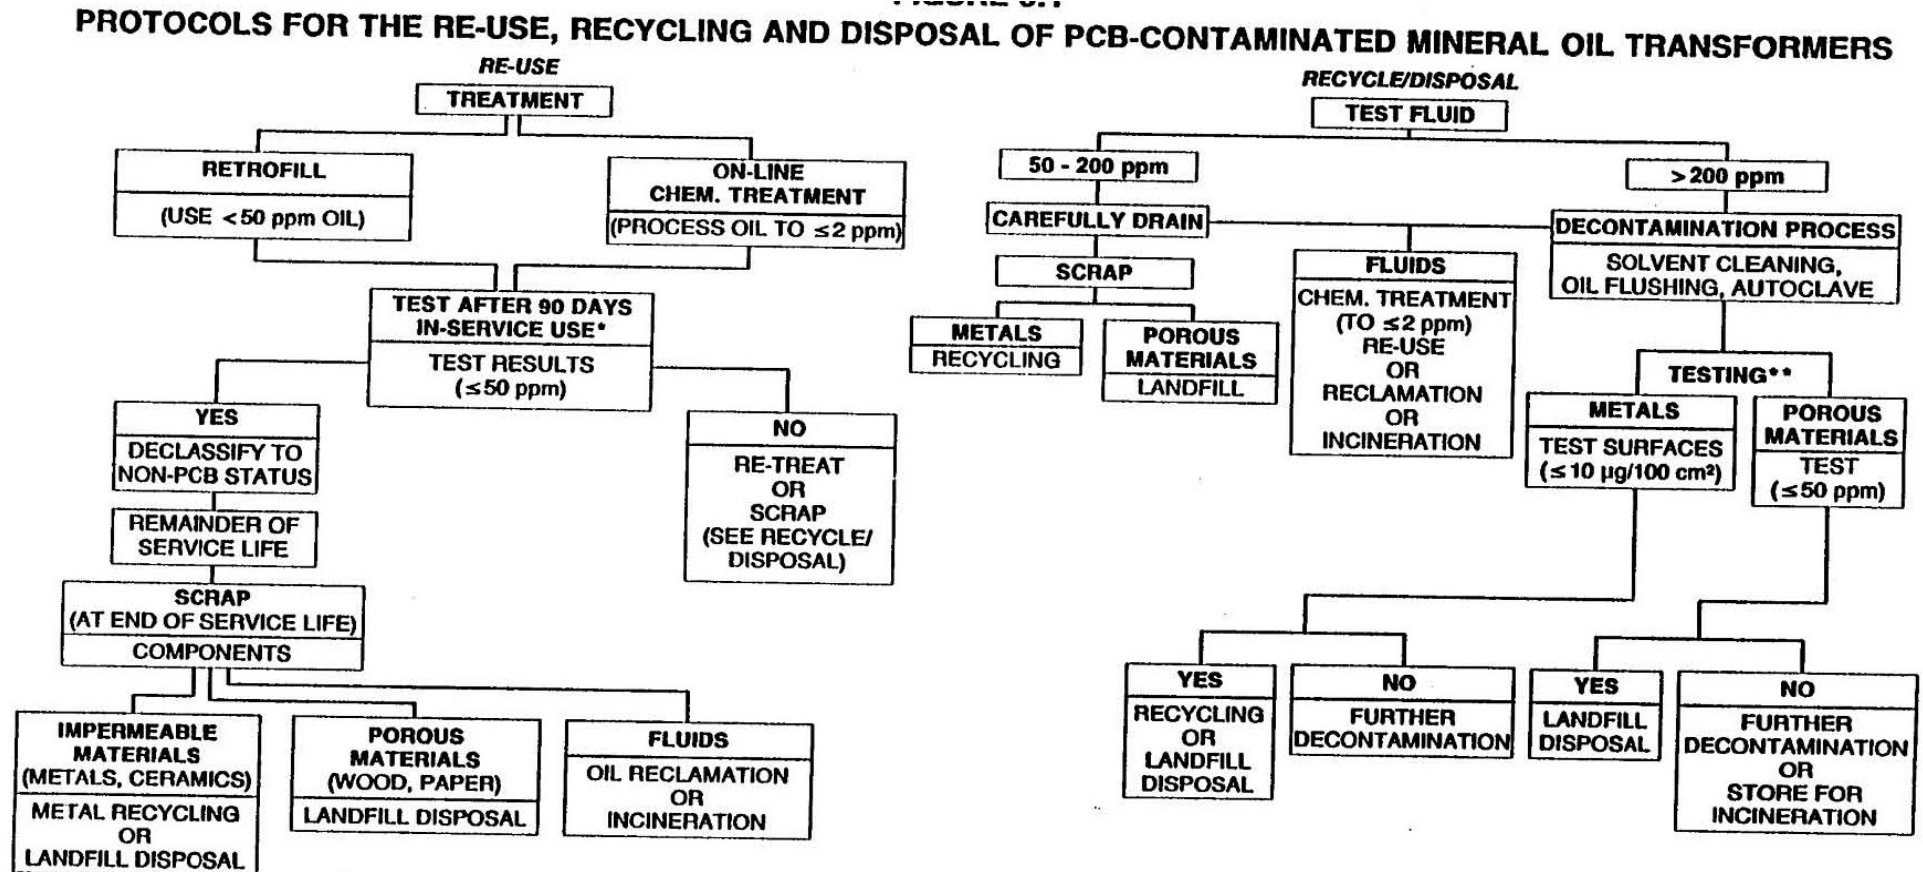 PROTOCOLS FOR THE RE-USE, RECYCLING AND DISPOSAL OF PCB-CONTAMINATED MINERAL OIL TRANSFORMERS
RE-USE
TREATMENT
RETROFILL
(USE <50 ppm OIL)
ON-LINE
CHEM. TREATMENT
(PROCESS OIL TO ≤2 ppm)
TEST AFTER 90 DAYS
IN-SERVICE USE*
TEST RESULTS
(≤50 ppm)
YES
DECLASSIFY TO
NON-PCB STATUS
REMAINDER OF
SERVICE LIFE
SCRAP
(AT END OF SERVICE LIFE)
COMPONENTS
NO
RE-TREAT
OR
SCRAP
(SEE RECYCLE/
DISPOSAL)
IMPERMEABLE
MATERIALS
(METALS, CERAMICS)
METAL RECYCLING
OR
LANDFILL DISPOSAL
POROUS
MATERIALS
(WOOD, PAPER)
LANDFILL DISPOSAL
FLUIDS
OIL RECLAMATION
OR
INCINERATION
RECYCLE/DISPOSAL
TEST FLUID
50 - 200 ppm
CAREFULLY DRAIN
SCRAP
METALS
RECYCLING
POROUS
MATERIALS
LANDFILL
FLUIDS
CHEM. TREATMENT
(TO ≤2 ppm)
RE-USE
OR
RECLAMATION
OR
INCINERATION
>200 ppm
DECONTAMINATION PROCESS
SOLVENT CLEANING,
OIL FLUSHING, AUTOCLAVE
TESTING**
METALS
TEST SURFACES
(≤10 µg/100 cm²)
POROUS
MATERIALS
TEST
(≤50 ppm)
YES
RECYCLING
OR
LANDFILL
DISPOSAL
NO
FURTHER
DECONTAMINATION
YES
LANDFILL
DISPOSAL
NO
FURTHER
DECONTAMINATION
OR
STORE FOR
INCINERATION